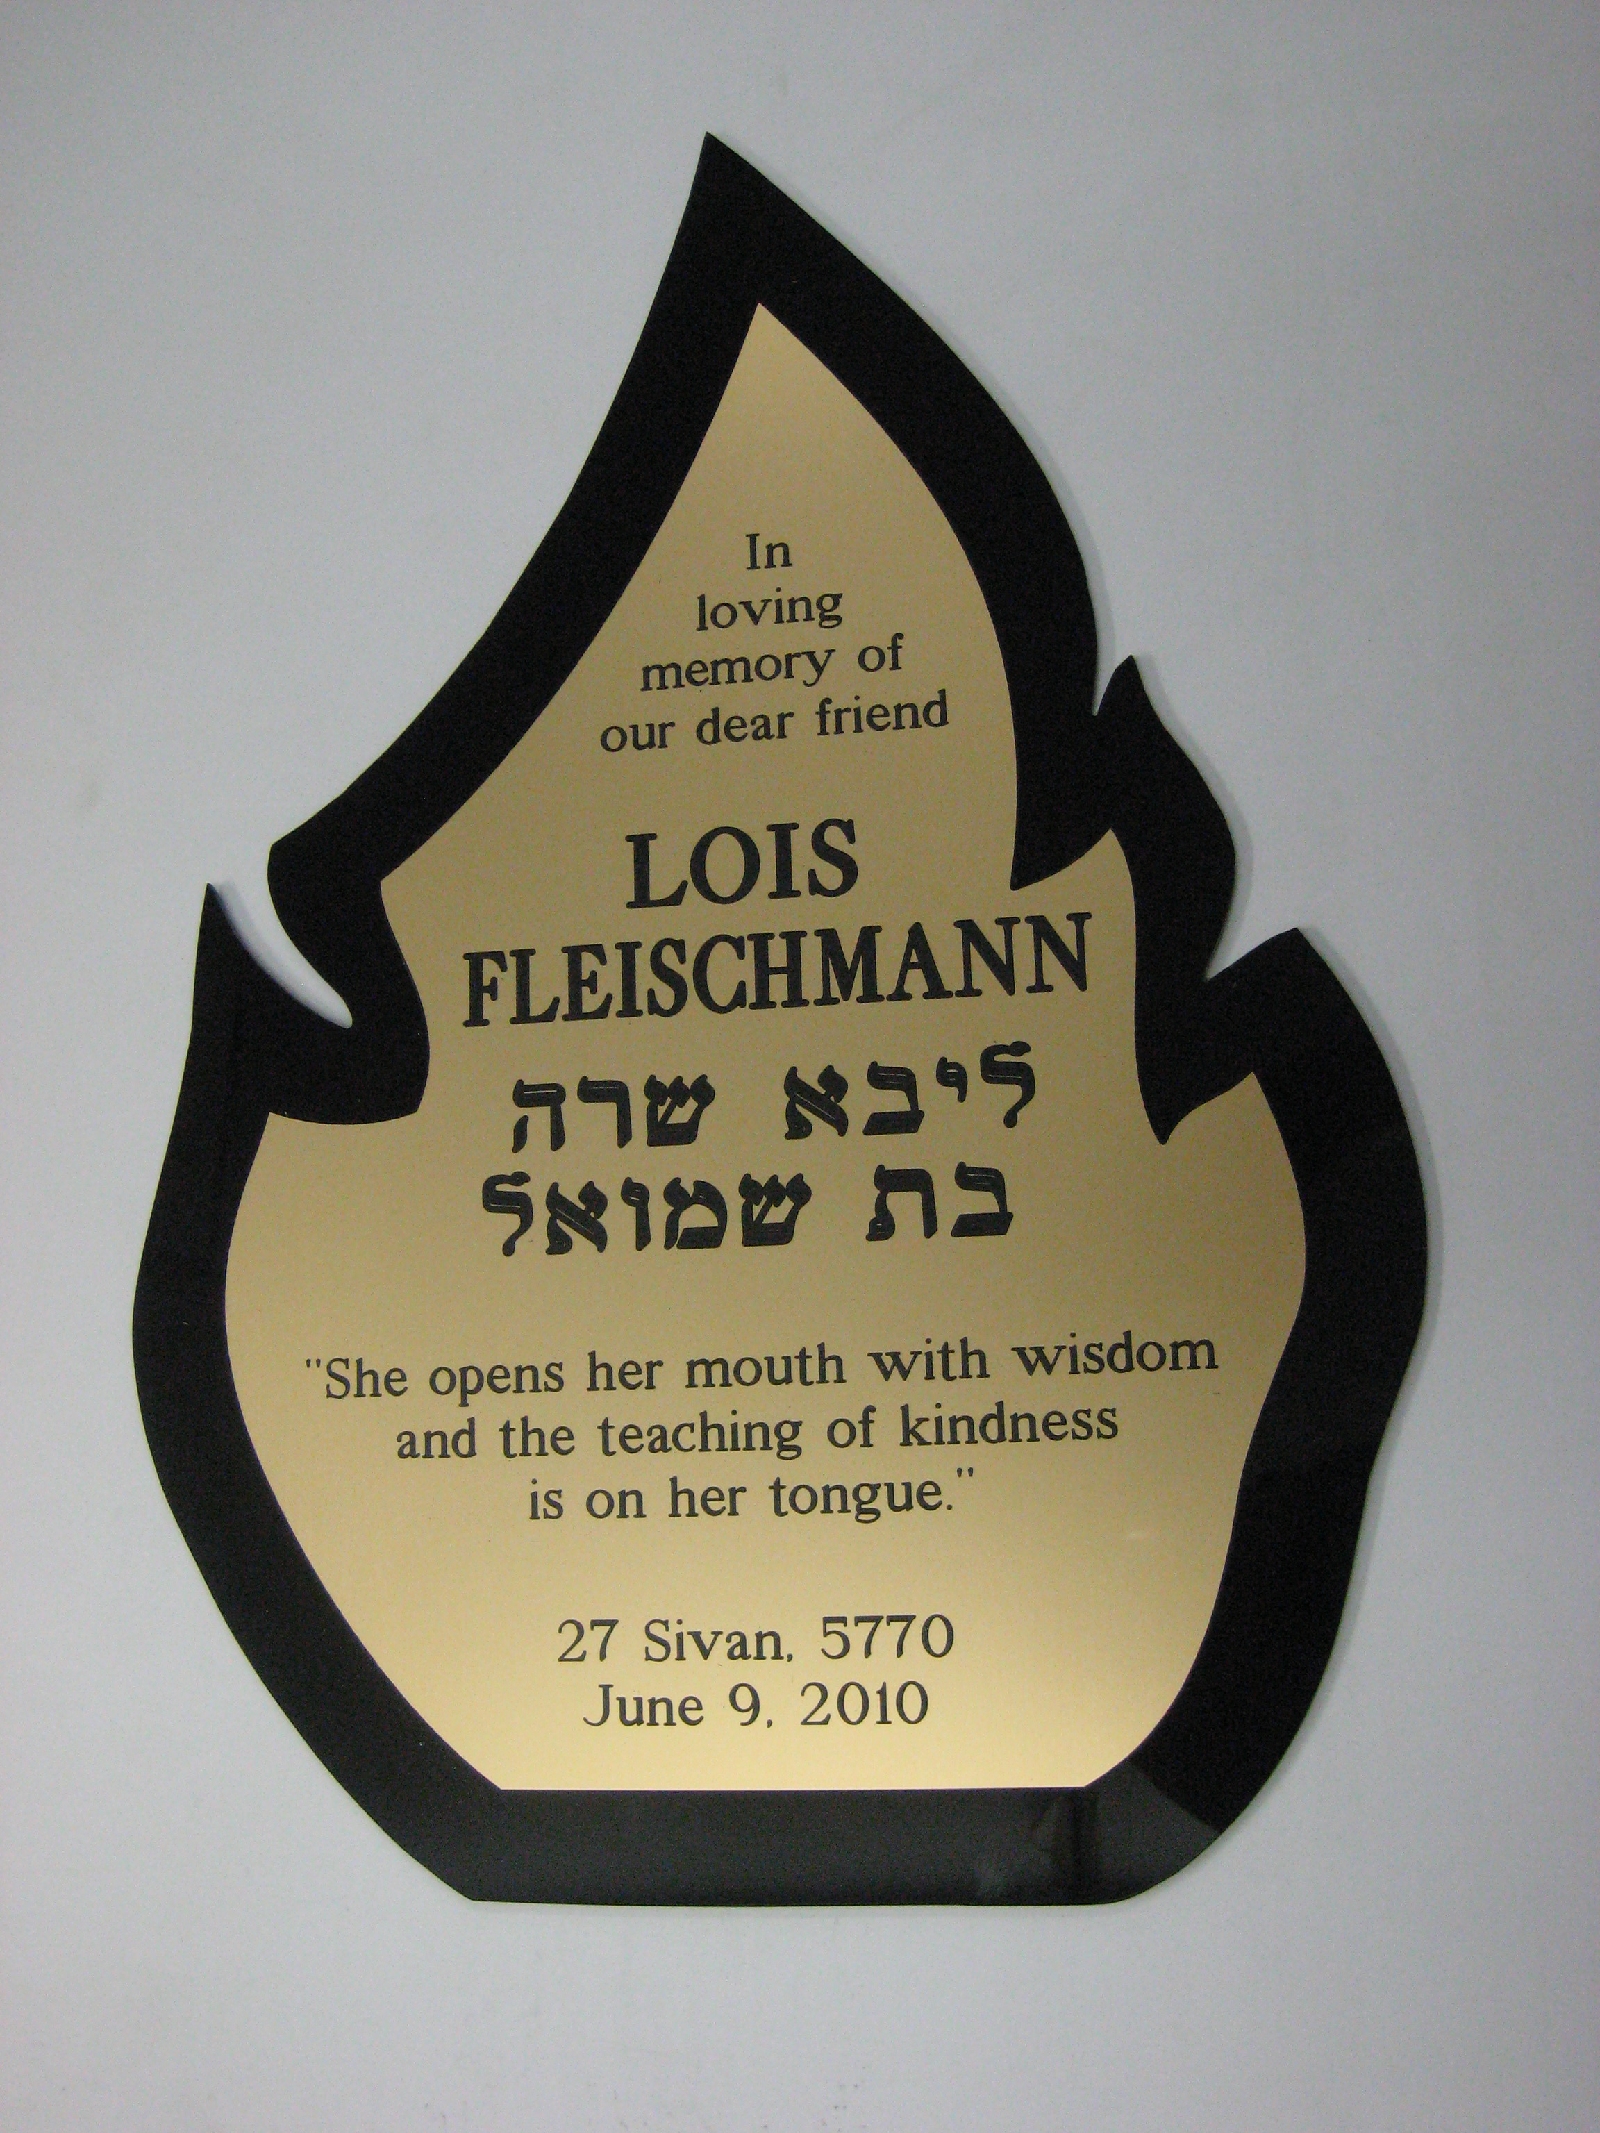 In
loving
memory of
our dear friend
LOIS
FLEISCHMANN
ליבא שרה
בת שמואל
"She opens her mouth with wisdom
and the teaching of kindness
is on her tongue."
27 Sivan, 5770
June 9, 2010